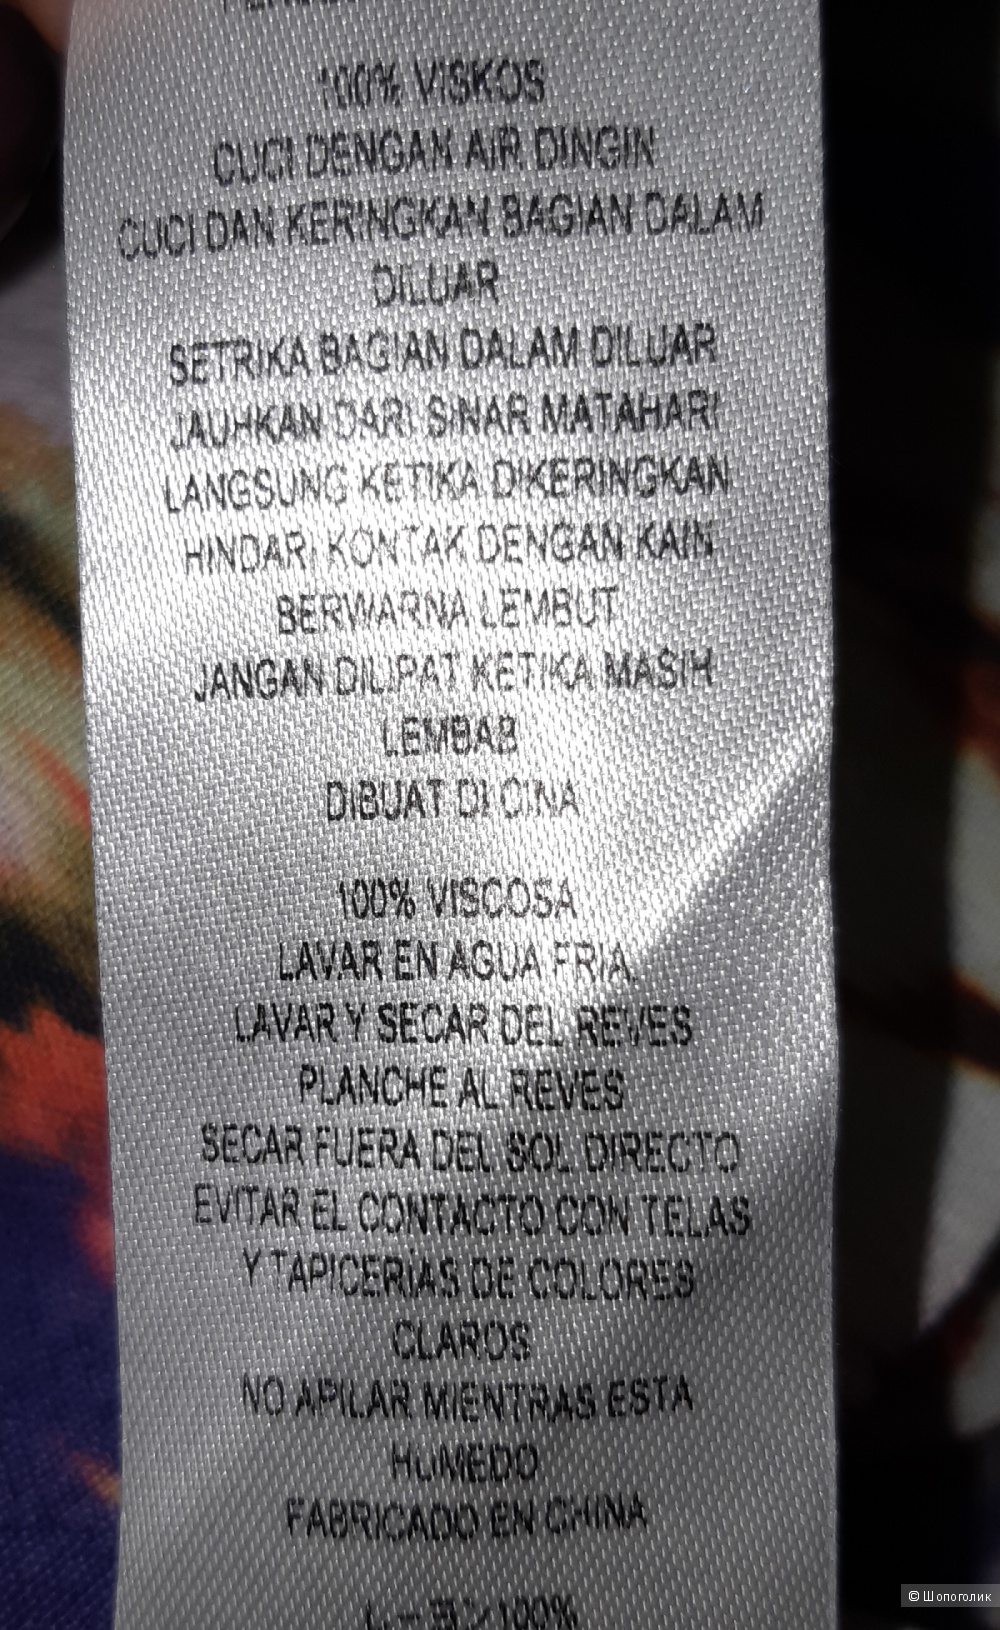 100% VISKOS
CUCI DENGAN AIR DINGIN
CUCI DAN KERINGKAN BAGIAN DALAM
DILUAR
SETRIKA BAGIAN DALAM DILUAR
JAUHKAN DARI SINAR MATAHARI
LANGSUNG KETIKA DIKERINGKAN
HINDARI KONTAK DENGAN KAIN
BERWARNA LEMBUT
JANGAN DILIPAT KETIKA MASIH
LEMBAB
DIBUAT DI CINA
100% VISCOSA
LAVAR EN AGUA FRIA.
LAVAR Y SECAR DEL REVES
PLANCHE AL REVES
SECAR FUERA DEL SOL DIRECTO
EVITAR EL CONTACTO CON TELAS
Y TAPICERIAS DE COLORES
CLAROS
NO APILAR MIENTRAS ESTA
HUMEDO
FABRICADO EN CHINA
100%
© Шопоголик